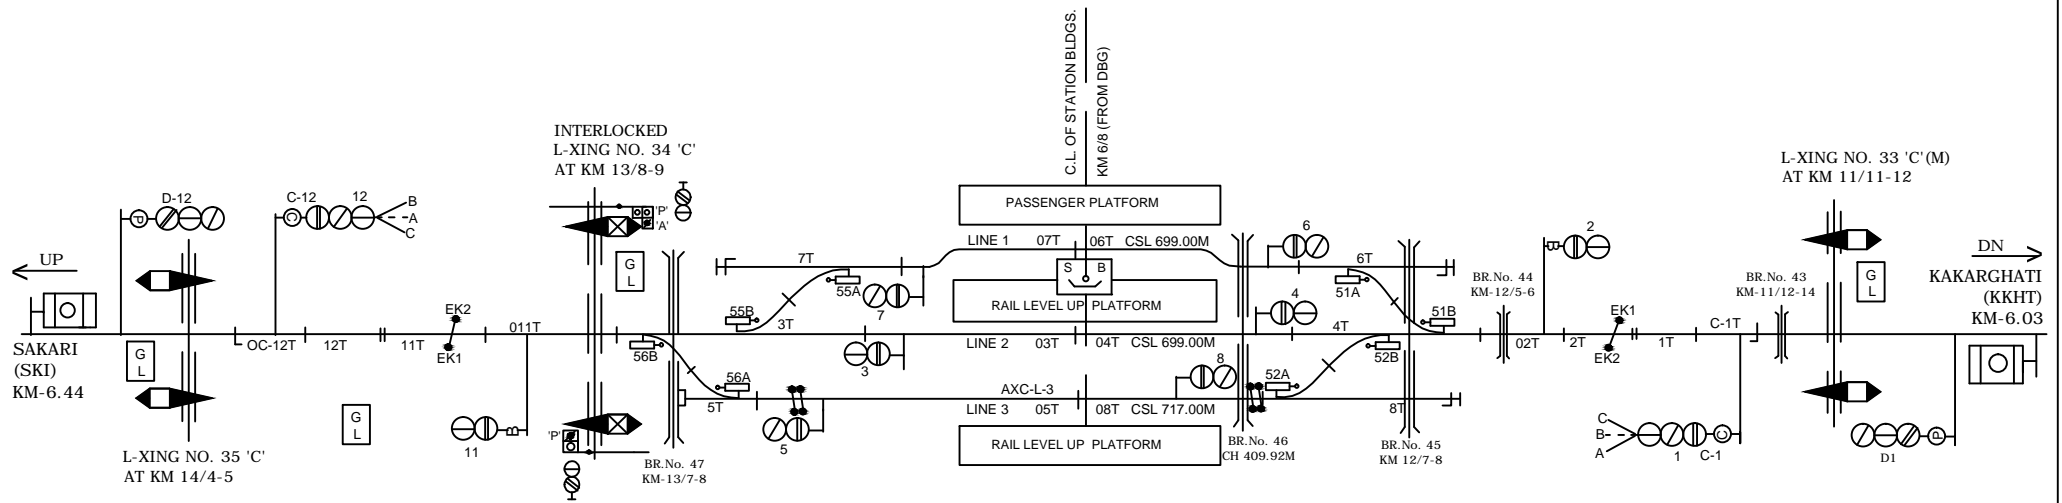 C.L. OF STATION BLDGS.
KM 6/8 (FROM DBG)
INTERLOCKED
L-XING NO. 34 'C'
AT KM 13/8-9
L-XING NO. 33 'C'(M)
AT KM 11/11-12
D-12
P
C-12
12
C
B
A
C
'P'
'A'
PASSENGER PLATFORM
6
2
B
UP
DN
KAKARGHATI
(KKHT)
KM-6.03
LINE 1
07T
06T
CSL 699.00M
G
L
7T
S
B
6T
BR.No. 44
KM-12/5-6
BR.No. 43
KM-11/12-14
G
L
55A
51A
7
RAIL LEVEL UP PLATFORM
4
EK2
55B
51B
EK1
SAKARI
(SKI)
KM-6.44
OC-12T
12T
11T
EK1
011T
3T
LINE 2
03T
04T
CSL 699.00M
4T
02T
2T
EK2
1T
C-1T
G
L
56B
3
8
52B
56A
52A
AXC-L-3
5T
LINE 3
05T
08T
CSL 717.00M
8T
G
L
11
B
'P'
5
RAIL LEVEL UP PLATFORM
C
B
A
1
C-1
C
D1
P
L-XING NO. 35 'C'
AT KM 14/4-5
BR.No. 47
KM-13/7-8
BR.No. 46
CH 409.92M
BR.No. 45
KM 12/7-8